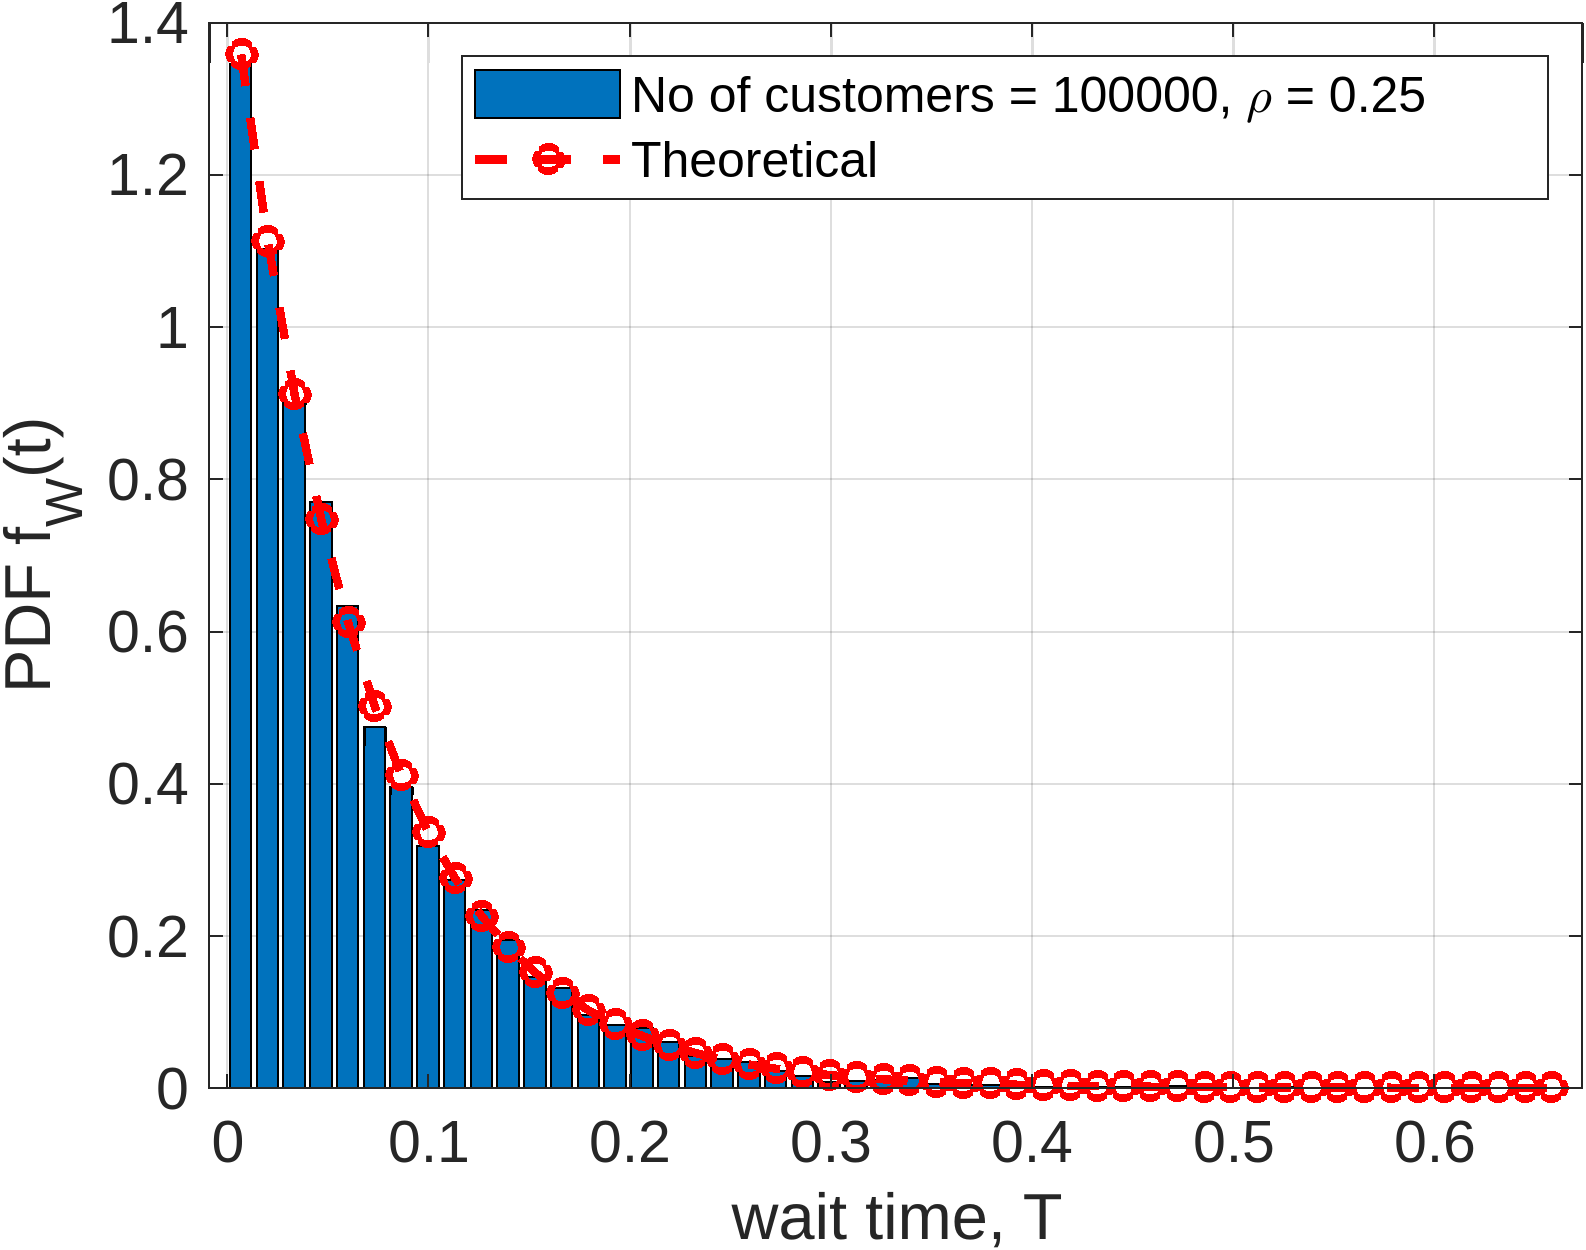 1.4
1.2
1
0.8
0.6
0.4
0.2
0
PDF f_W(t)
No of customers = 100000, ρ = 0.25
Theoretical
0 0.1 0.2 0.3 0.4 0.5 0.6
wait time, T